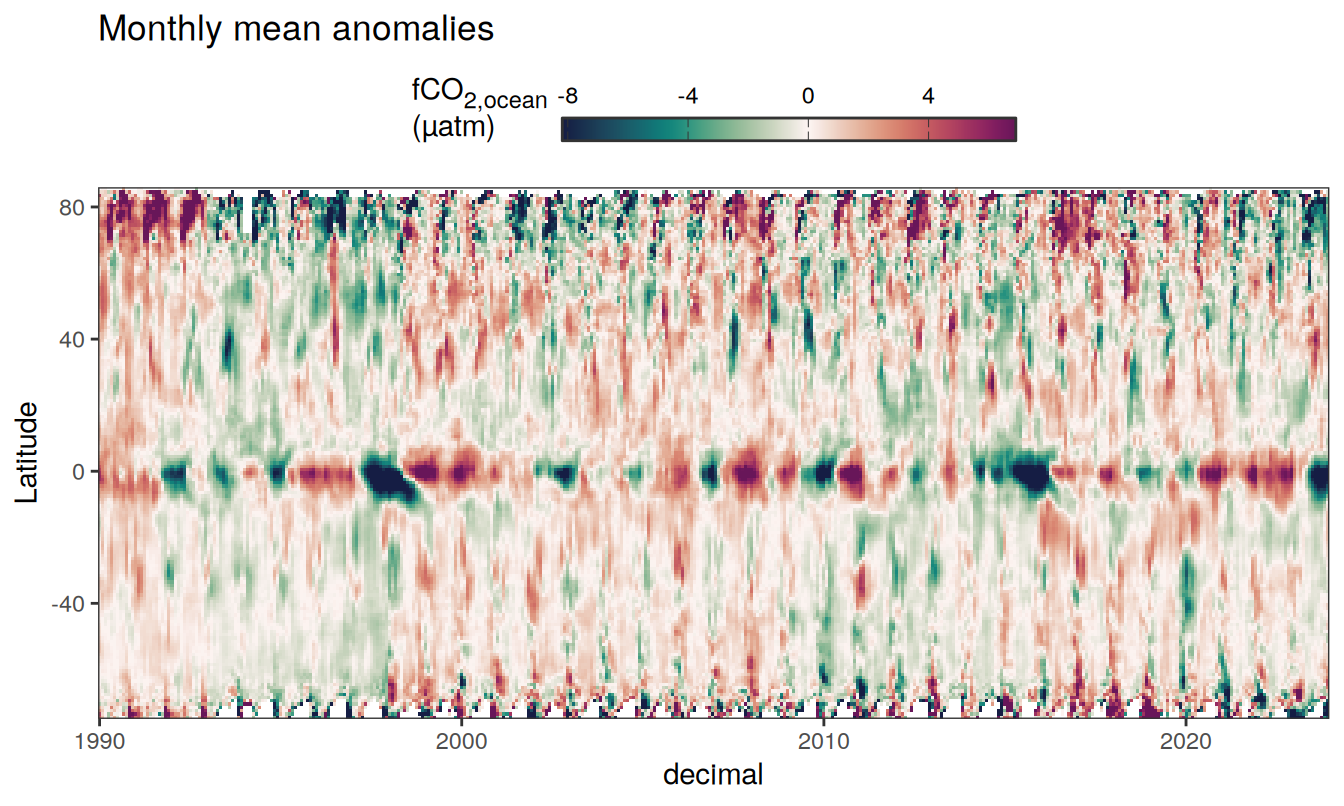 Monthly mean anomalies
fCO2,ocean -8 -4 0 4
(µatm)
80
40
0
-40
Latitude
1990 2000 2010 2020
decimal